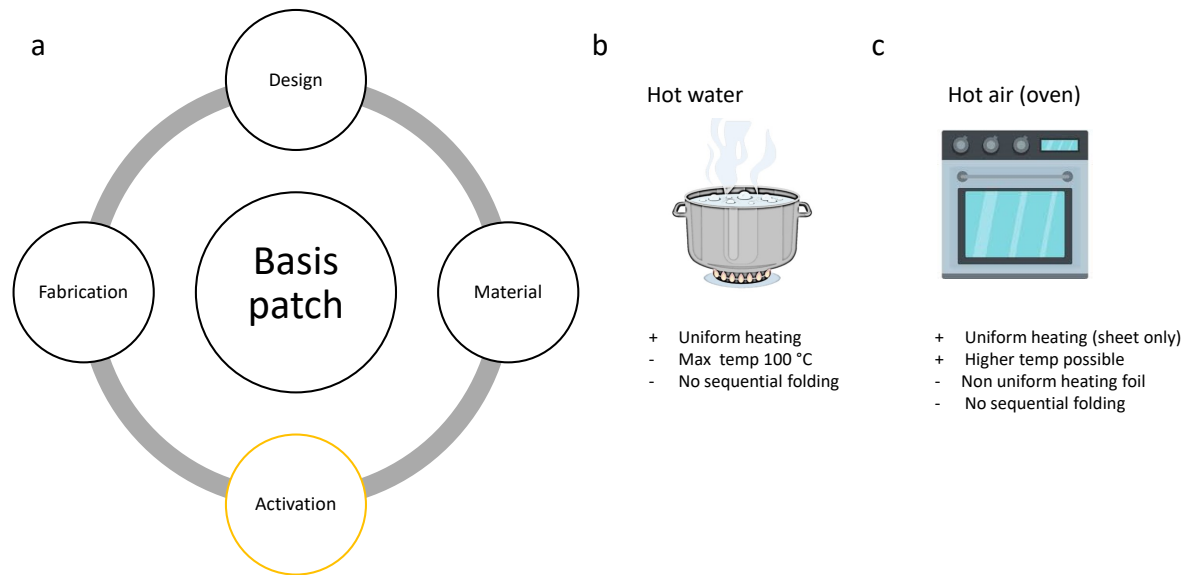 a
Design
Fabrication
Basis
patch
Material
Activation
b
Hot water
+ Uniform heating
- Max temp 100 °C
- No sequential folding
c
Hot air (oven)
+ Uniform heating (sheet only)
+ Higher temp possible
- Non uniform heating foil
- No sequential folding